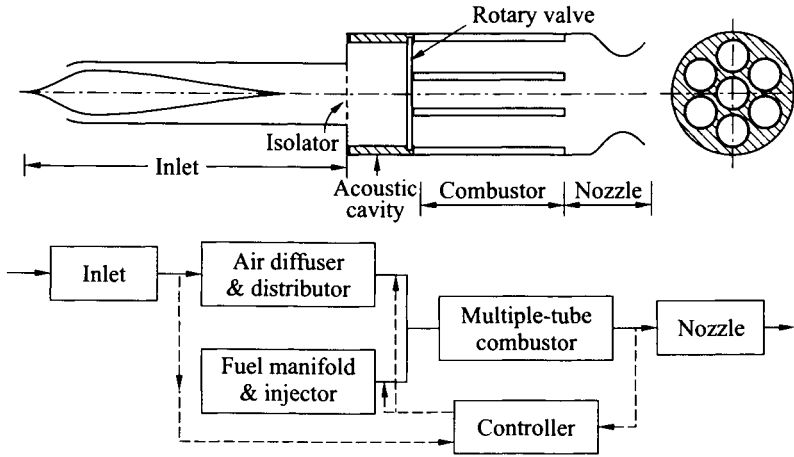 Rotary valve
Isolator
Inlet
Acoustic
cavity
Combustor
Nozzle
Inlet
Air diffuser
& distributor
Multiple-tube
combustor
Nozzle
Fuel manifold
& injector
Controller